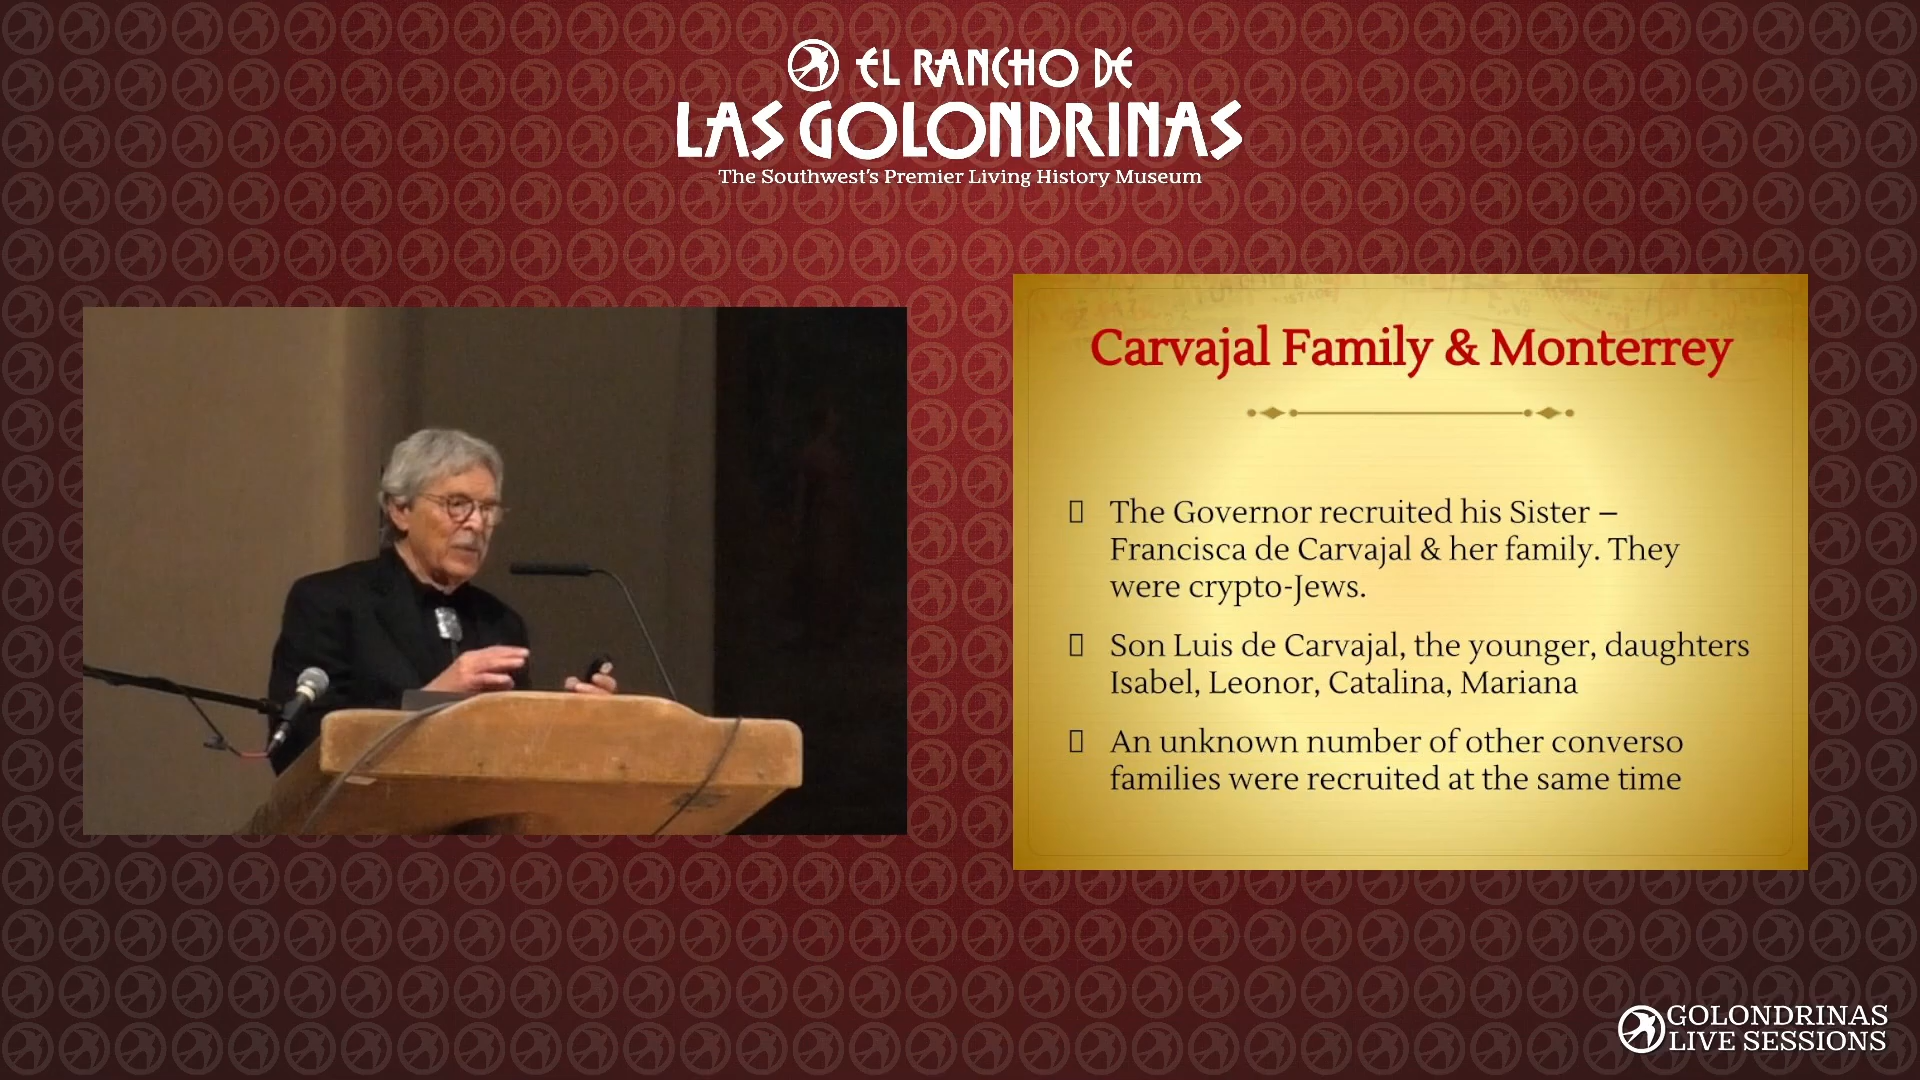 EL RANCHO DE
LAS GOLONDRINAS
The Southwest's Premier Living History Museum
Carvajal Family & Monterrey
The Governor recruited his Sister –
Francisca de Carvajal & her family. They
were crypto-Jews.
Son Luis de Carvajal, the younger, daughters
Isabel, Leonor, Catalina, Mariana
An unknown number of other converso
families were recruited at the same time
GOLONDRINAS
LIVE SESSIONS